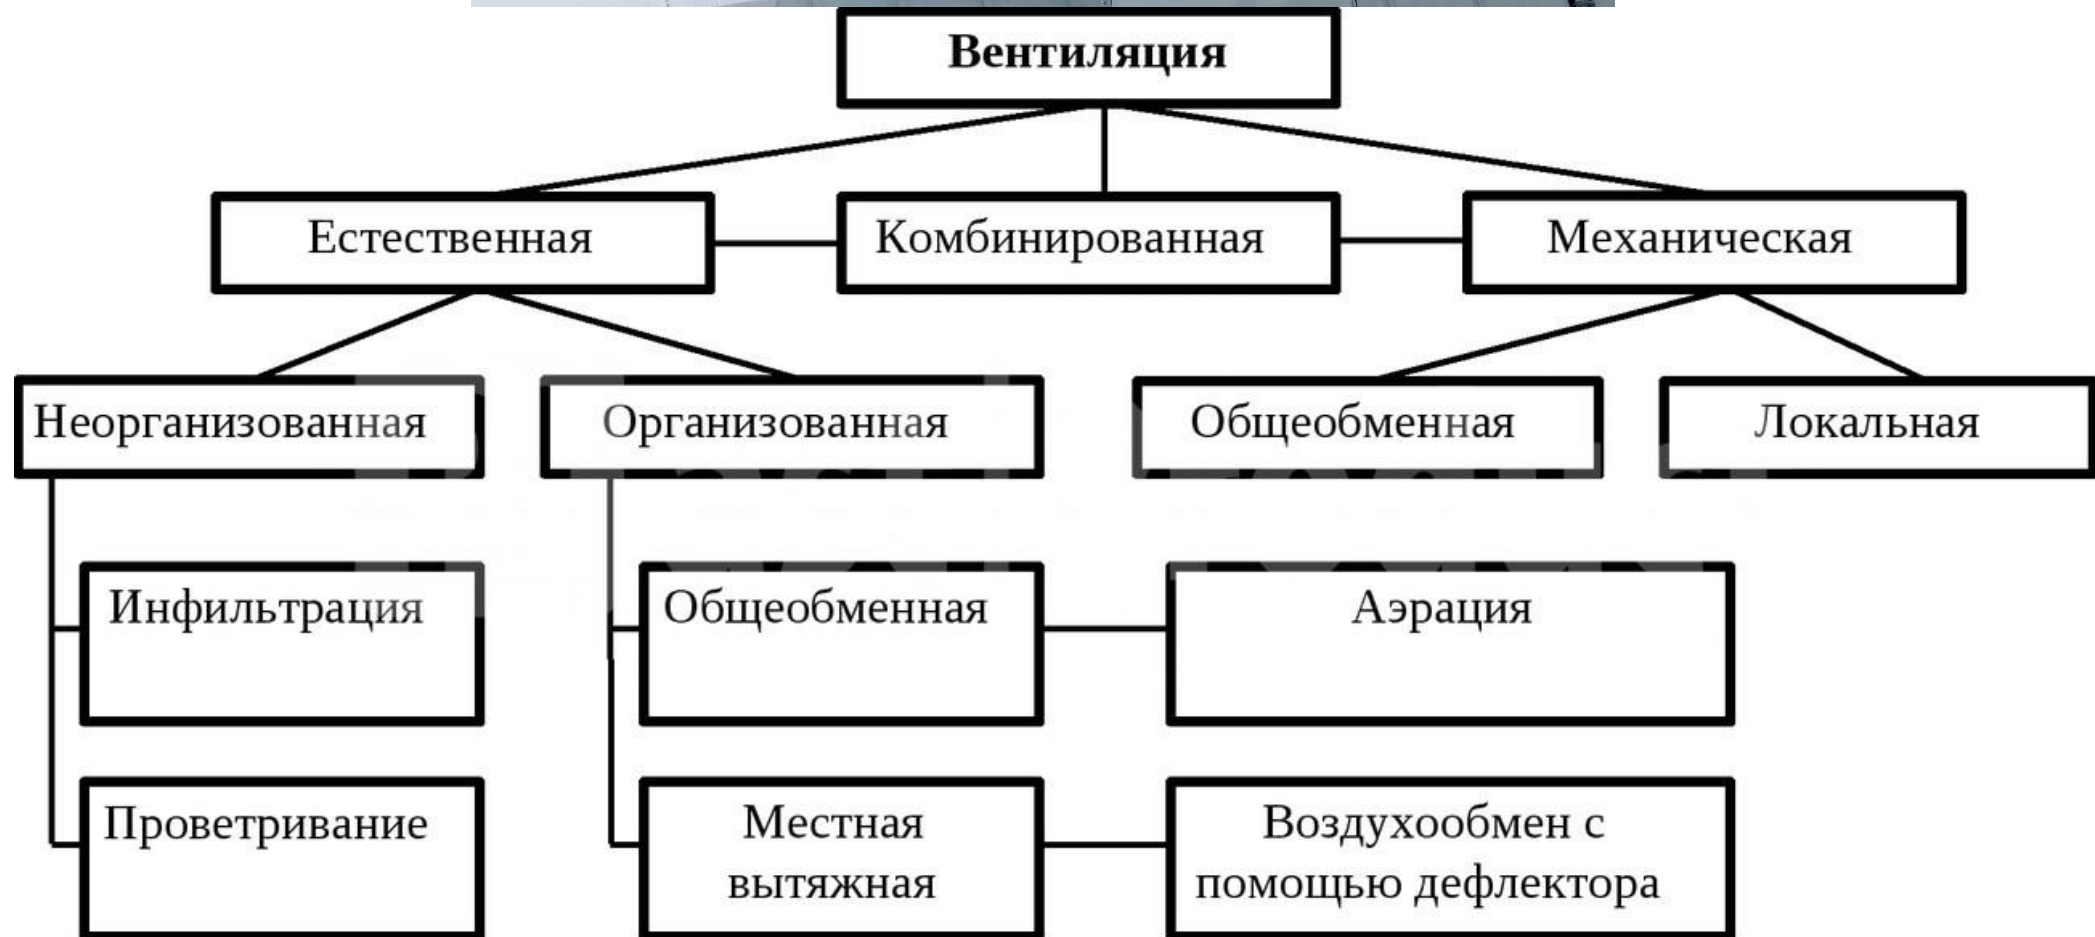 Вентиляция
Естественная
Комбинированная
Механическая
Неорганизованная
Организованная
Общеобменная
Локальная
Инфильтрация
Общеобменная
Аэрация
Проветривание
Местная
вытяжная
Воздухообмен с
помощью дефлектора